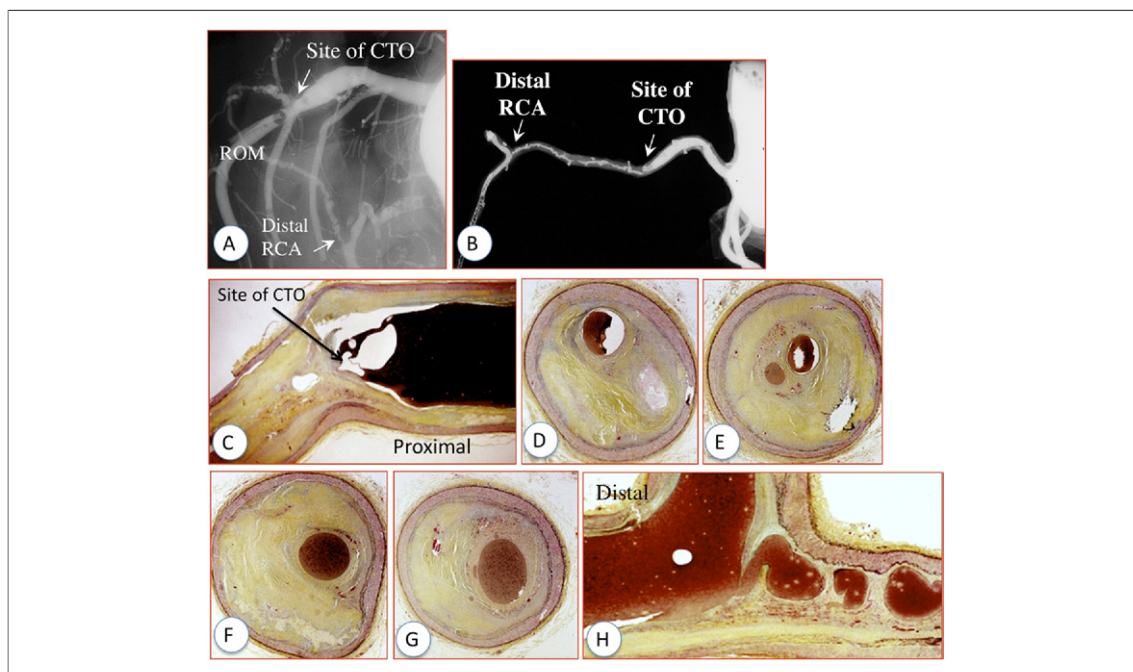 Site of CTO
ROM
Distal
RCA
A
Distal
RCA
Site of
CTO
B
Site of CTO
Proximal
C
D
E
F
G
Distal
H